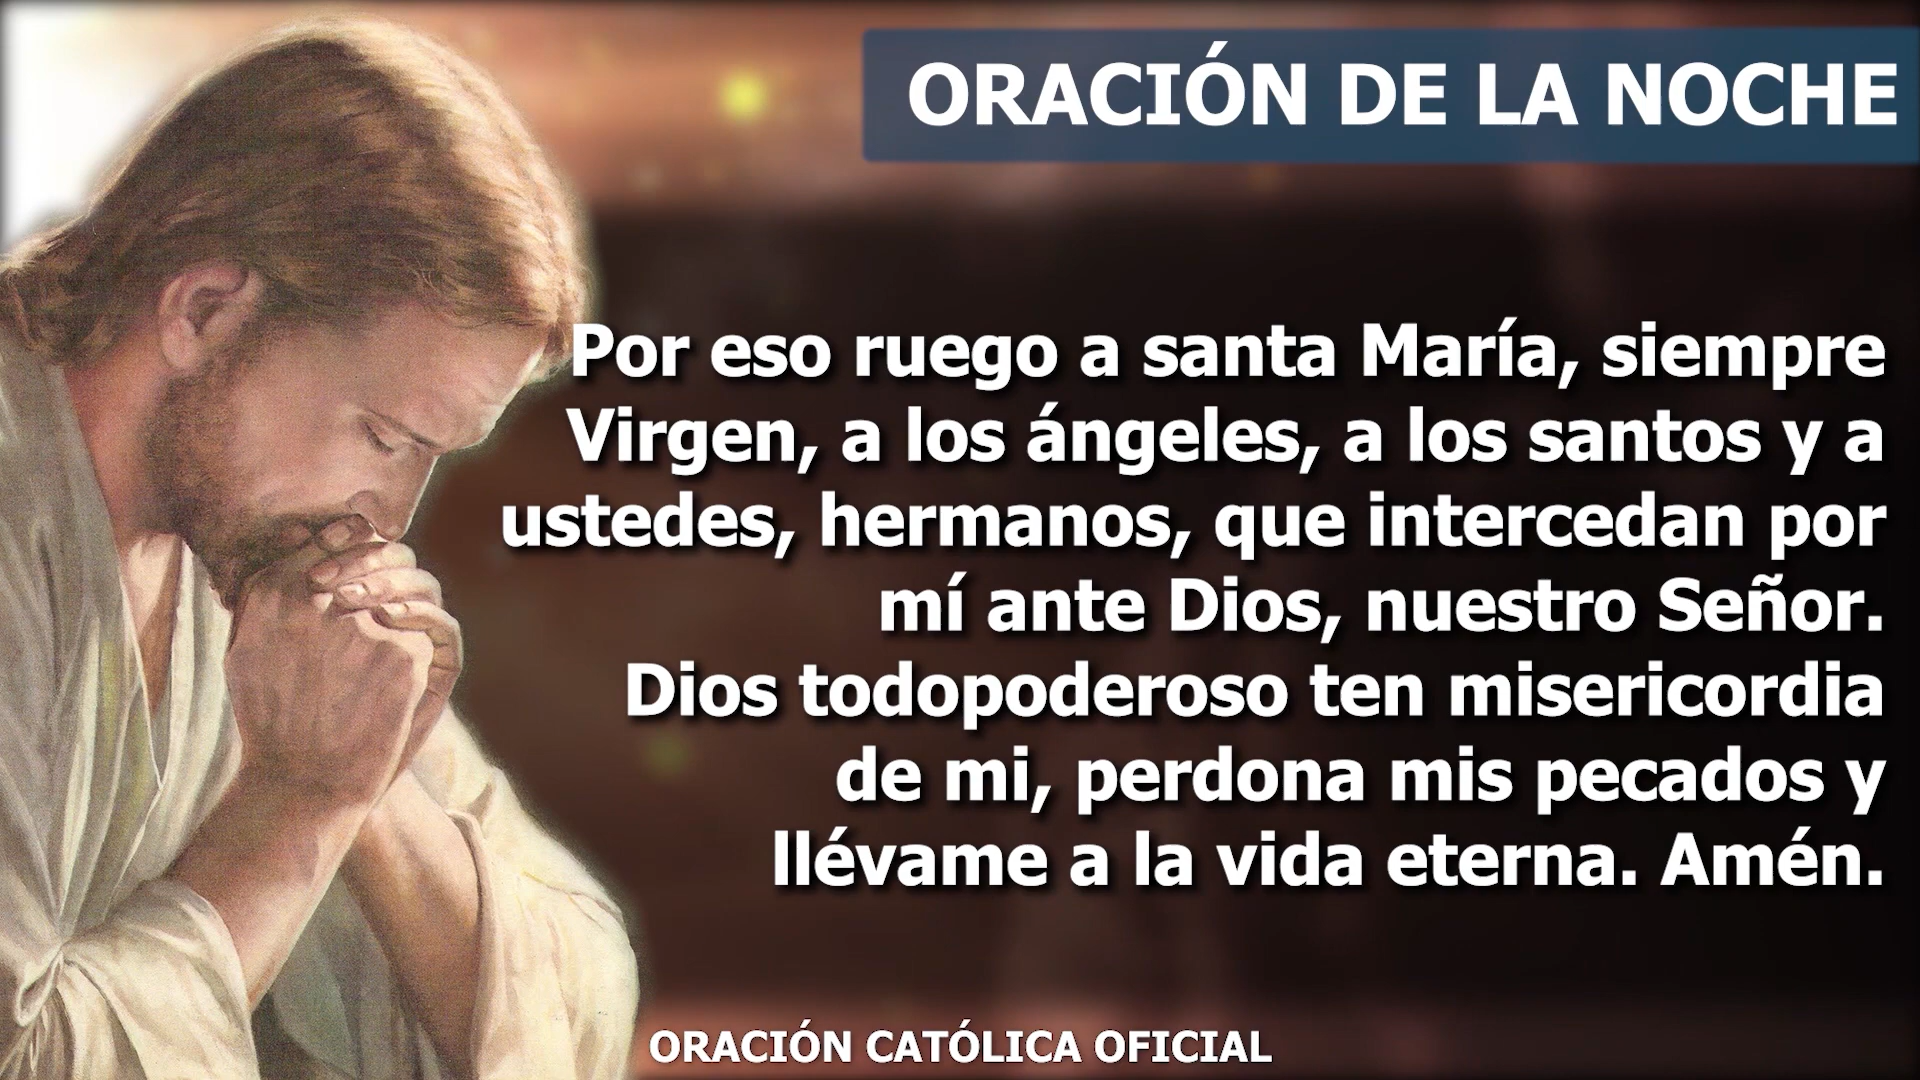 ORACIÓN DE LA NOCHE
Por eso ruego a santa María, siempre
Virgen, a los ángeles, a los santos y a
ustedes, hermanos, que intercedan por
mí ante Dios, nuestro Señor.
Dios todopoderoso ten misericordia
de mi, perdona mis pecados y
llévame a la vida eterna. Amén.
ORACIÓN CATÓLICA OFICIAL